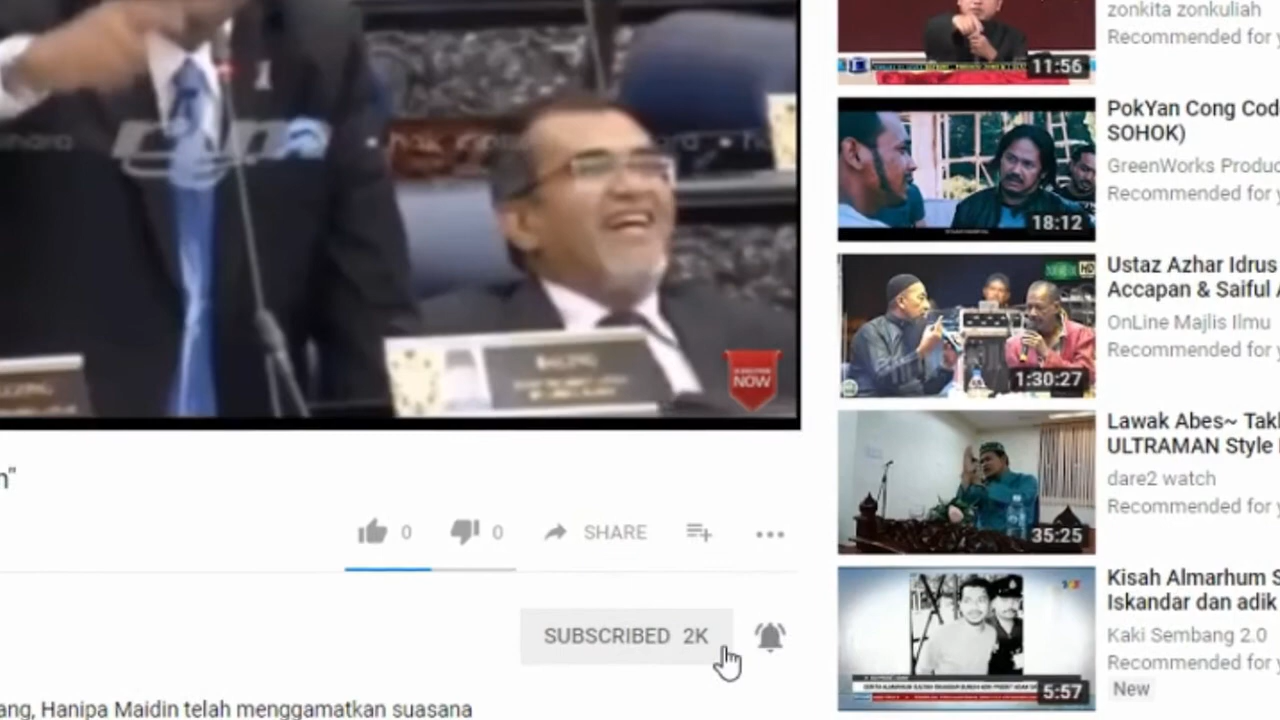 NOW
n"
0
0
SHARE
SUBSCRIBED 2K
ang, Hanipa Maidin telah menggamatkan suasana
zonkita zonkuliah
Recommended for y
11:56
PokYan Cong Cod
SOHOK)
GreenWorks Produc
Recommended for y
18:12
Ustaz Azhar Idrus
Accapan & Saiful A
OnLine Majlis Ilmu
Recommended for y
HD
1:30:27
Lawak Abes~ Takl
ULTRAMAN Style
dare2 watch
Recommended for y
35:25
Kisah Almarhum S
Iskandar dan adik
Kaki Sembang 2.0
Recommended for y
New
5:57